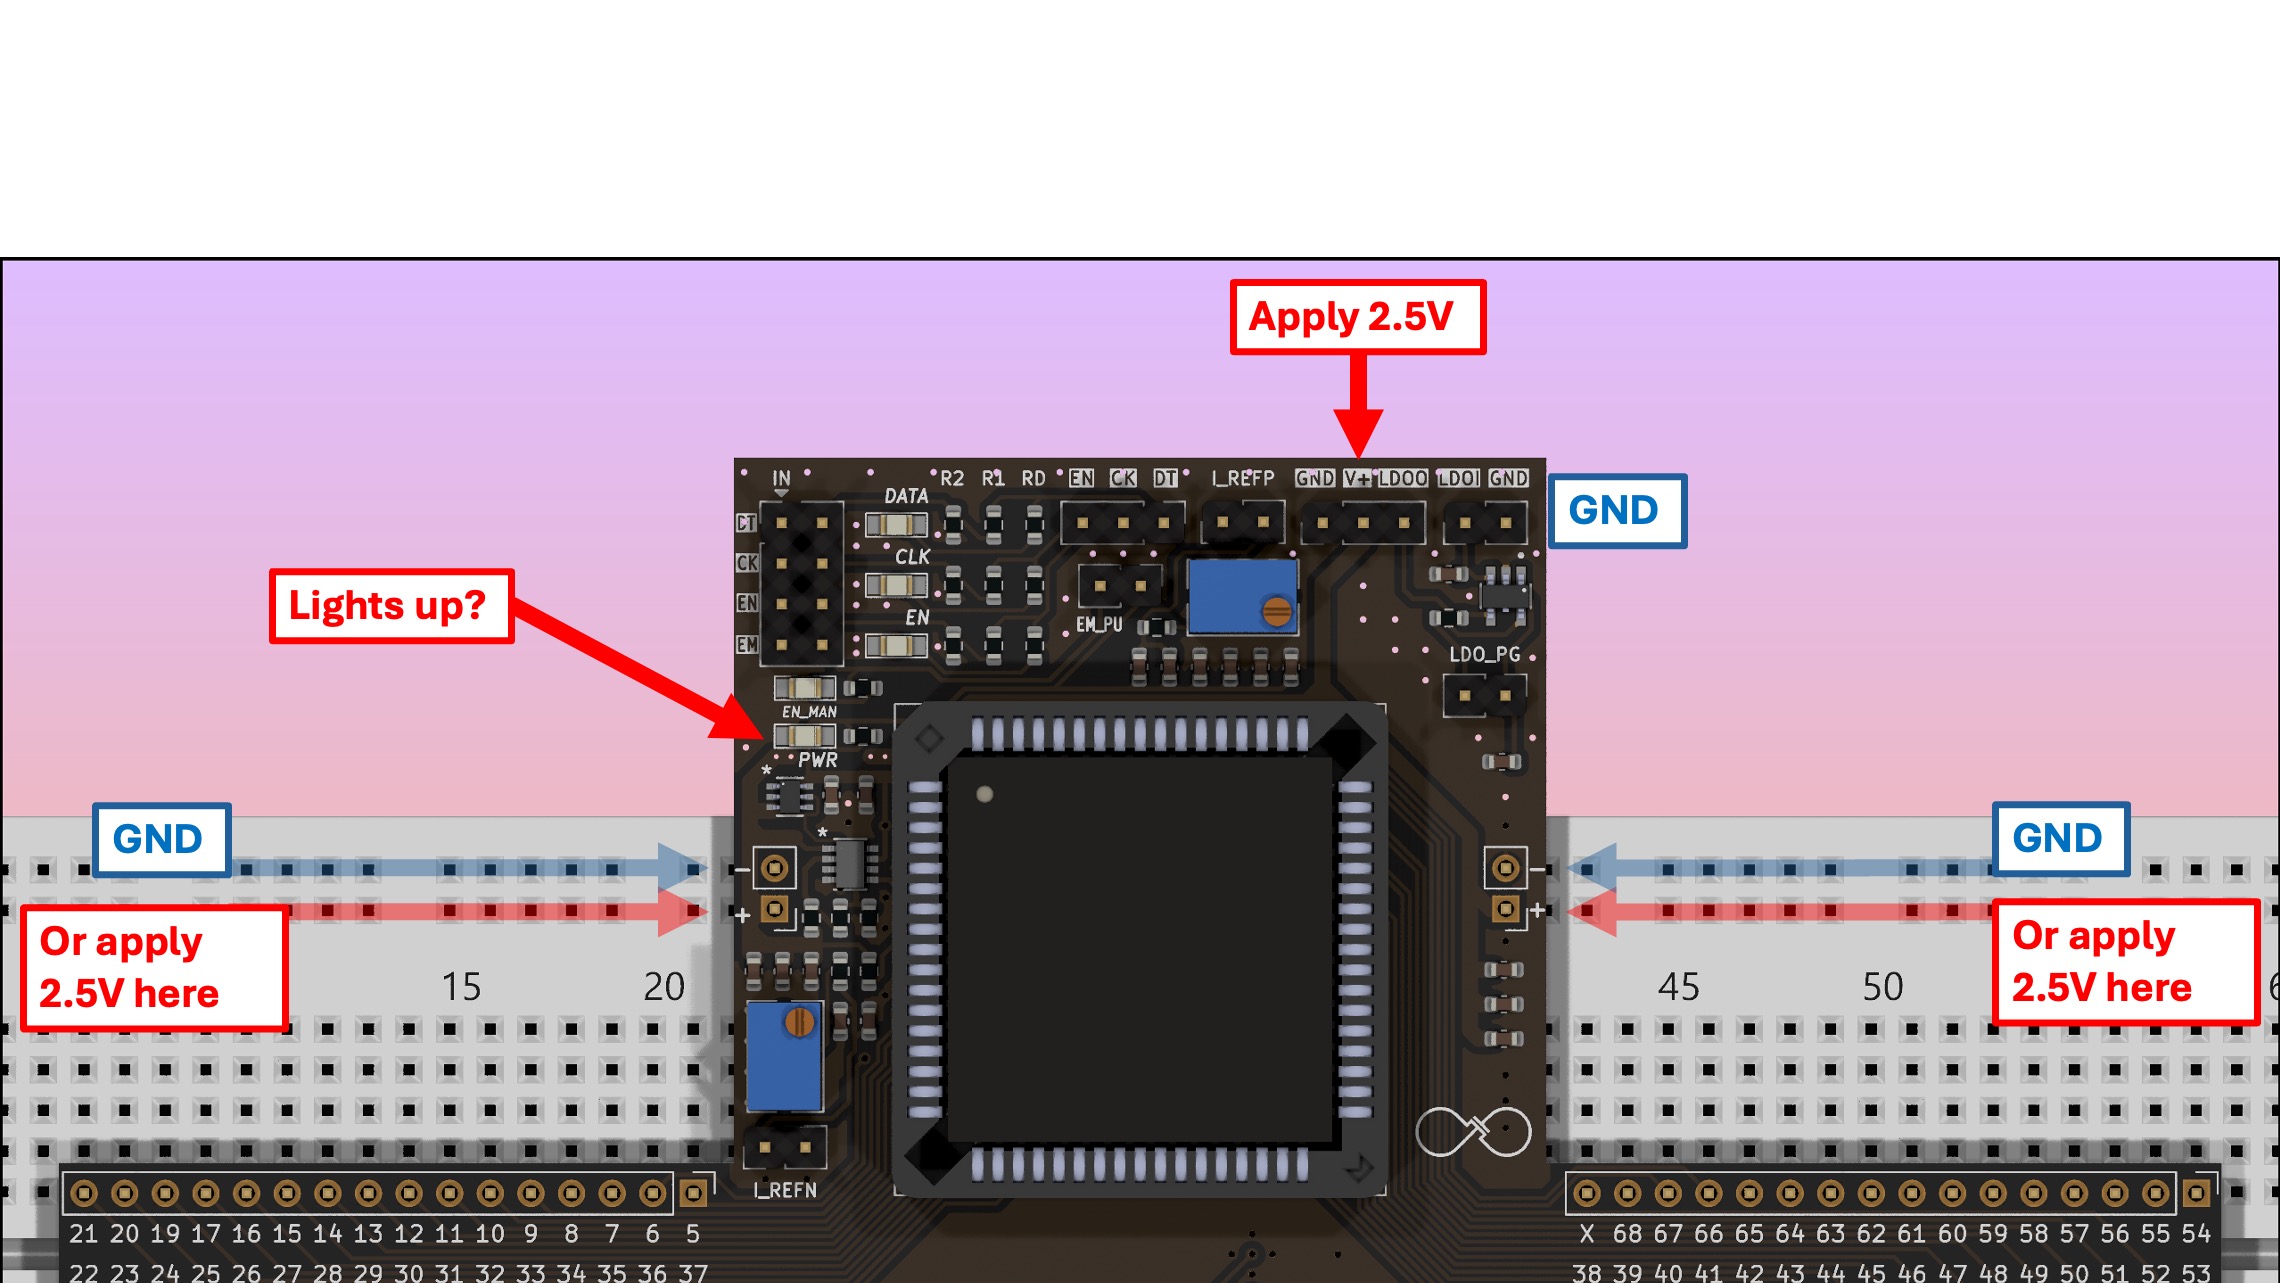 Apply 2.5V
IN R2 R1 RD EN CK DT I_REFP GND V+ LDOO LDOI GND
DATA
GND
DT
CLK
CK
Lights up?
EN
EN
EM_PU
EM
LDO_PG
EN_MAN
PWR
*
*
GND
GND
− −
+ +
Or apply
2.5V here
Or apply
2.5V here
15 20 45 50 6
I_REFN
21 20 19 17 16 15 14 13 12 11 10 9 8 7 6 5
X 68 67 66 65 64 63 62 61 60 59 58 57 56 55 54
22 23 24 25 26 27 28 29 30 31 32 33 34 35 36 37
38 39 40 41 42 43 44 45 46 47 48 49 50 51 52 53